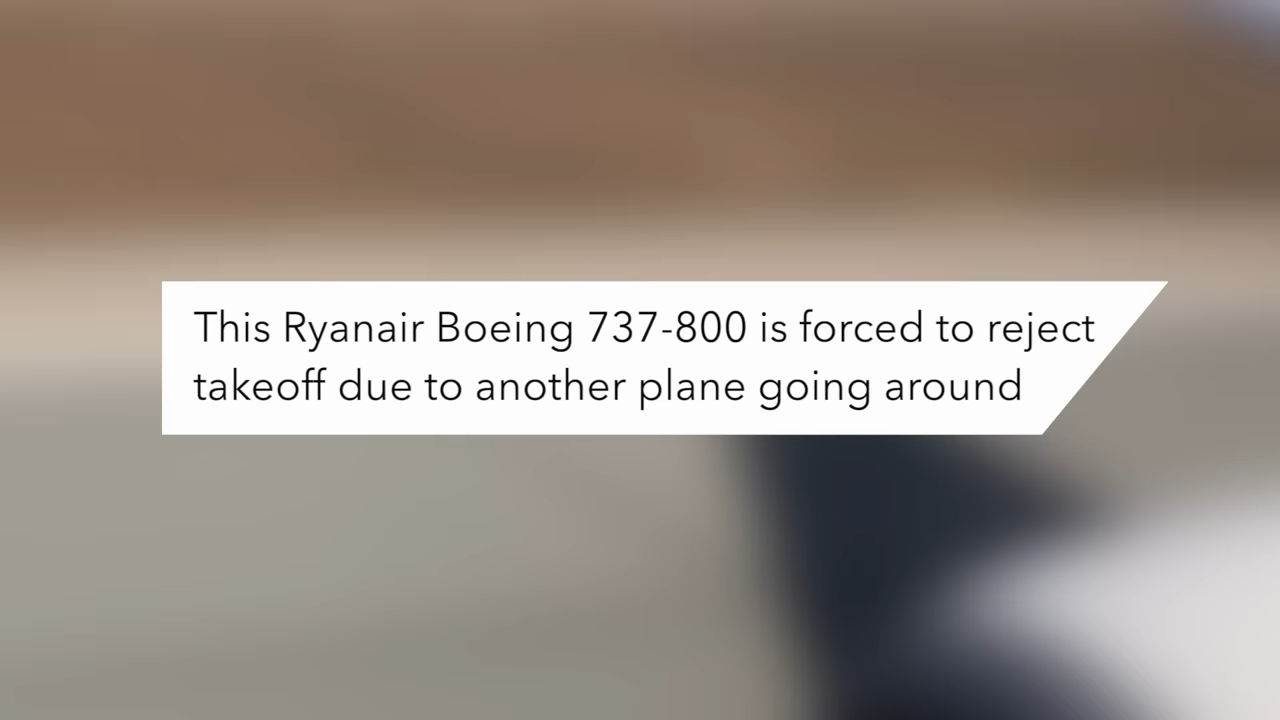 This Ryanair Boeing 737-800 is forced to reject
takeoff due to another plane going around